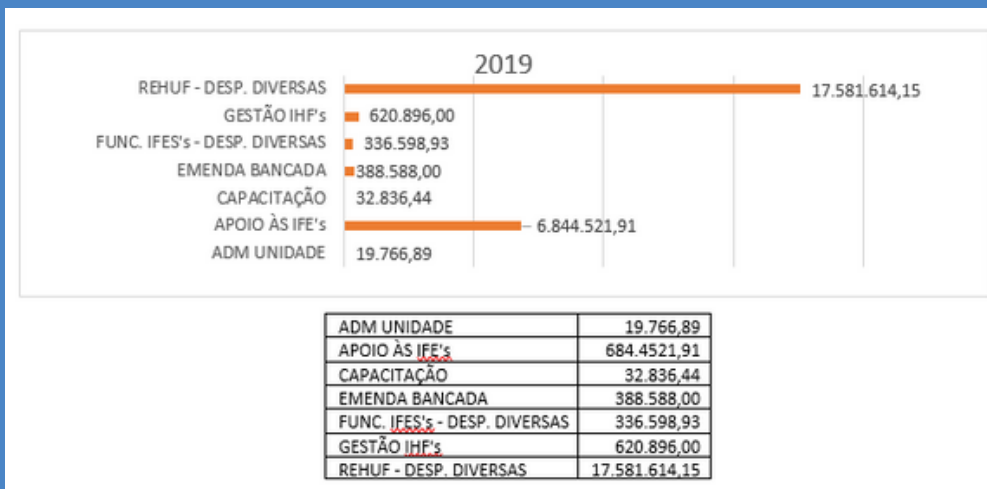 2019
REHUF - DESP. DIVERSAS 17.581.614,15
GESTÃO IHF's 620.896,00
FUNC. IFES's - DESP. DIVERSAS 336.598,93
EMENDA BANCADA 388.588,00
CAPACITAÇÃO 32.836,44
APOIO ÀS IFE's 6.844.521,91
ADM UNIDADE 19.766,89
ADM UNIDADE 19.766,89
APOIO ÀS IFE's 684.4521,91
CAPACITAÇÃO 32.836,44
EMENDA BANCADA 388.588,00
FUNC. IFES's - DESP. DIVERSAS 336.598,93
GESTÃO IHF's 620.896,00
REHUF - DESP. DIVERSAS 17.581.614,15